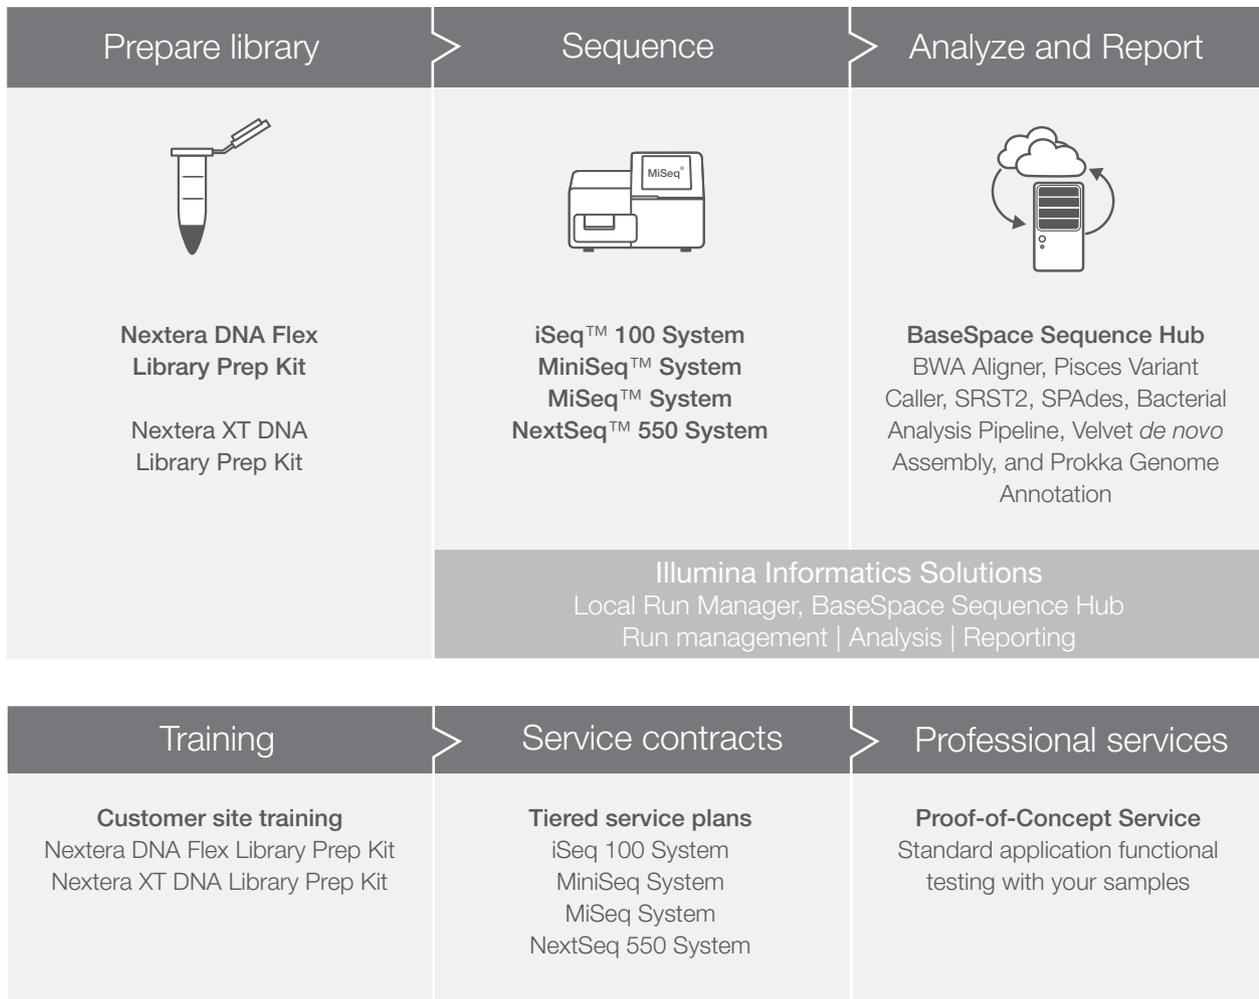 Prepare library
Sequence
Analyze and Report
MiSeq®
Nextera DNA Flex
Library Prep Kit
Nextera XT DNA
Library Prep Kit
iSeq™ 100 System
MiniSeq™ System
MiSeq™ System
NextSeq™ 550 System
BaseSpace Sequence Hub
BWA Aligner, Pisces Variant
Caller, SRST2, SPAdes, Bacterial
Analysis Pipeline, Velvet de novo
Assembly, and Prokka Genome
Annotation
Illumina Informatics Solutions
Local Run Manager, BaseSpace Sequence Hub
Run management | Analysis | Reporting
Training
Service contracts
Professional services
Customer site training
Nextera DNA Flex Library Prep Kit
Nextera XT DNA Library Prep Kit
Tiered service plans
iSeq 100 System
MiniSeq System
MiSeq System
NextSeq 550 System
Proof-of-Concept Service
Standard application functional
testing with your samples